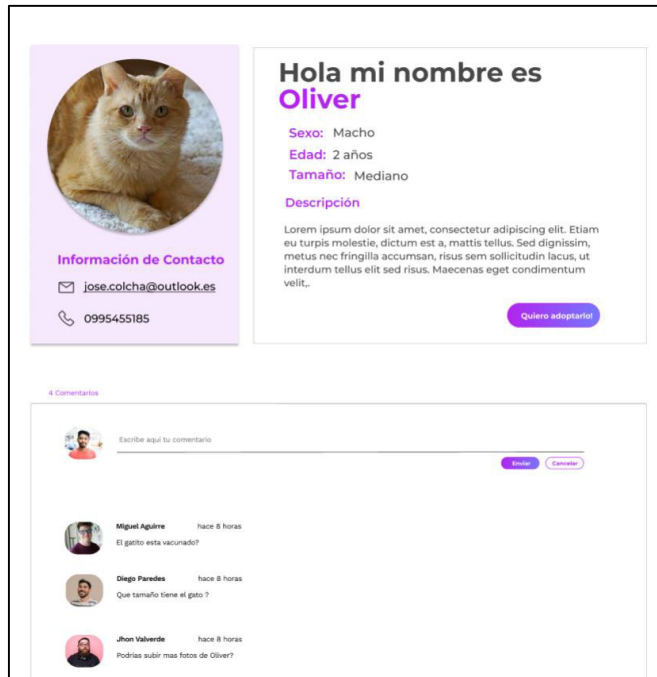 Hola mi nombre es
Oliver
Sexo: Macho
Edad: 2 años
Tamaño: Mediano
Descripción
Lorem ipsum dolor sit amet, consectetur adipiscing elit. Etiam
eu turpis molestie, dictum est a, mattis tellus. Sed dignissim,
metus nec fringilla accumsan, risus sem sollicitudin lacus, ut
interdum tellus elit sed risus. Maecenas eget condimentum
velit,.
Quiero adoptarlo!
Información de Contacto
jose.colcha@outlook.es
0995455185
4 Comentarios
Escribe aqui tu comentario
Enviar Cancelar
Miguel Aguirre hace 8 horas
El gatito esta vacunado?
Diego Paredes hace 8 horas
Que tamaño tiene el gato ?
Jhon Valverde hace 8 horas
Podrias subir mas fotos de Oliver?